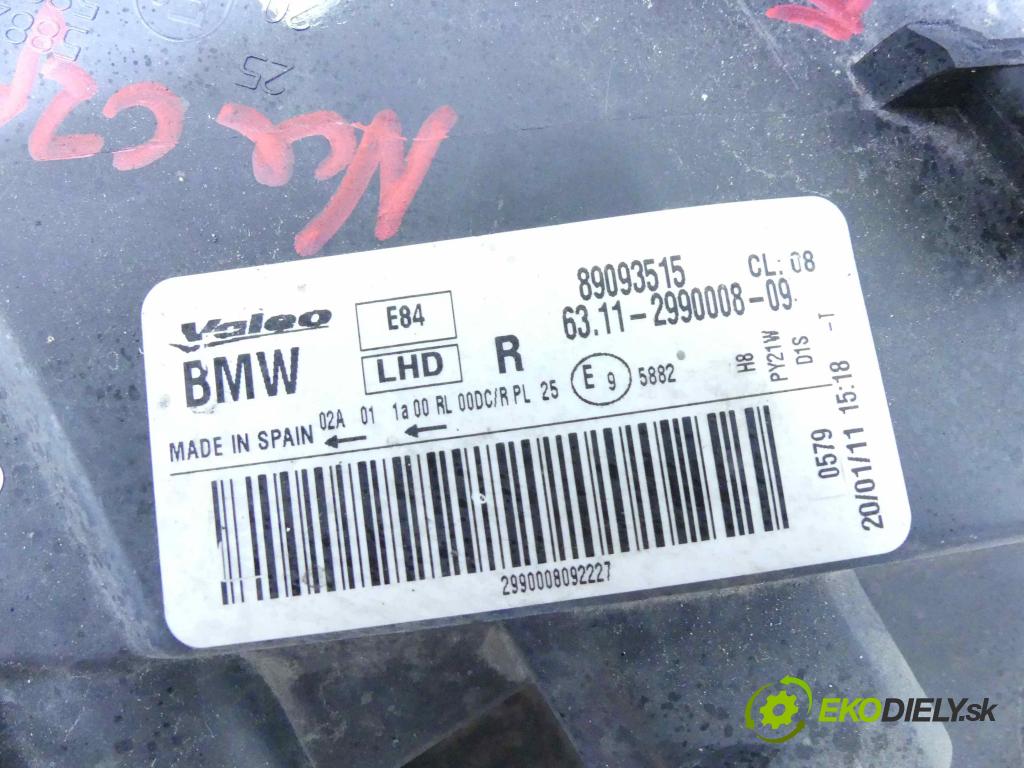 25
Valeo
BMW
E84
LHD
R
89093515
CL: 08
63.11-2990008-09
02A 01 1a 00 RL 00DC/R PL 25
E 9
5882
H8
PY21W
D1S
-T
MADE IN SPAIN
0579
20/01/11 15:18
2990008092227
EKODIELY.sk